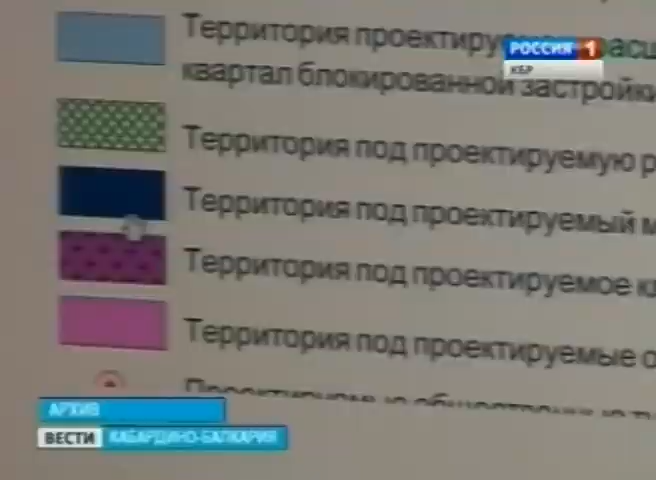 Территория
РОССИЯ 1
КБР
квартал блокированной застройки
Территория под проектируемую
Территория под проектируемый
Территория под проектируемое
Территория под проектируемые
АРХИВ
ВЕСТИ КАБАРДИНО-БАЛКАРИЯ